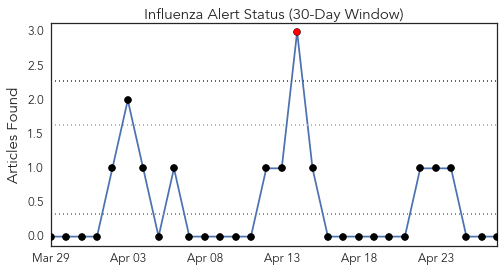 Influenza Alert Status (30-Day Window)
Articles Found
3.0
2.5
2.0
1.5
1.0
0.5
0.0
Mar 29 Apr 03 Apr 08 Apr 13 Apr 18 Apr 23